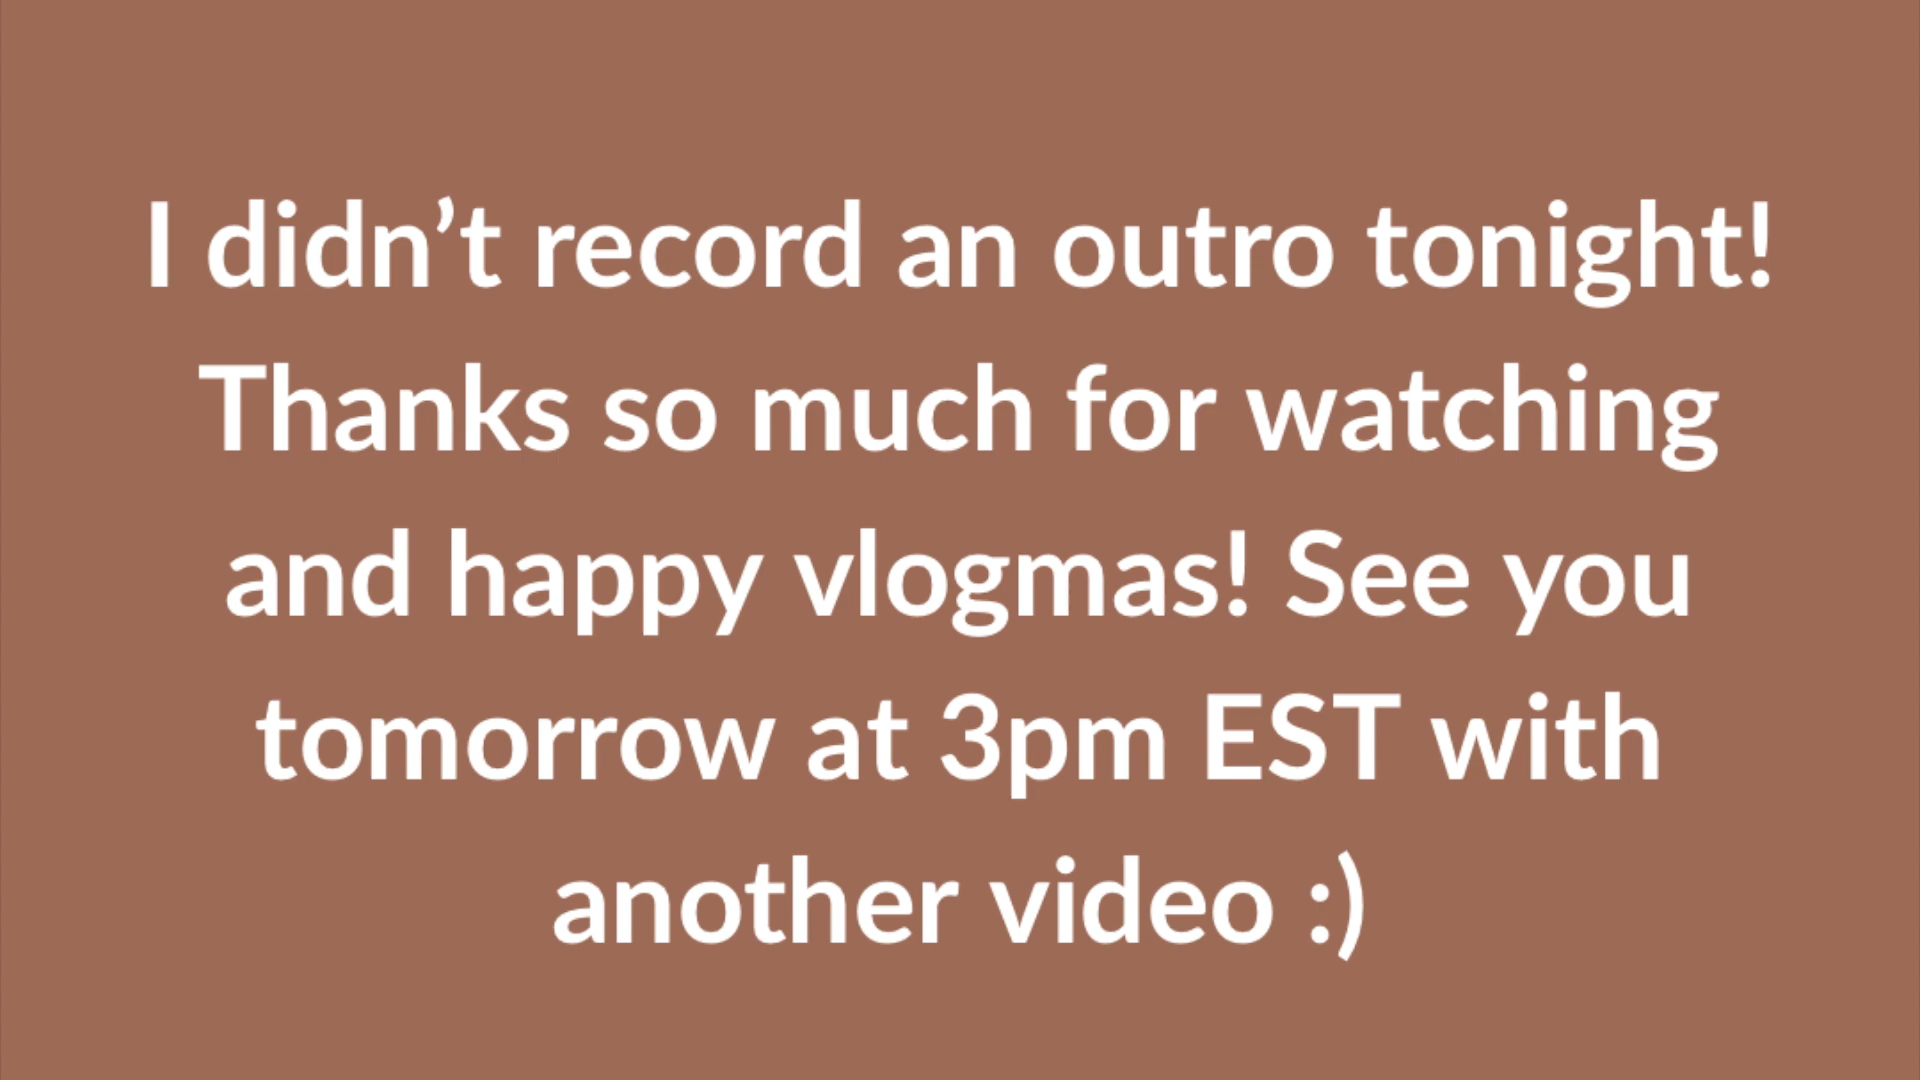 I didn’t record an outro tonight!
Thanks so much for watching
and happy vlogmas! See you
tomorrow at 3pm EST with
another video :)